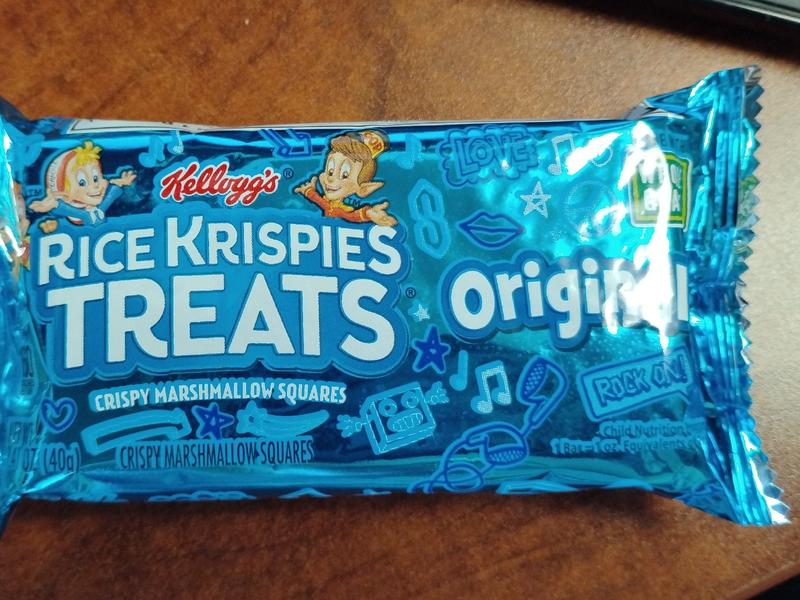 Kellogg's®
LOVE
RICE KRISPIES
TREATS®
Original
CRISPY MARSHMALLOW SQUARES
ROCK ON!
OZ (40g)
CRISPY MARSHMALLOW SQUARES
Child Nutrition
1 Bar = 1 oz. Equivalents